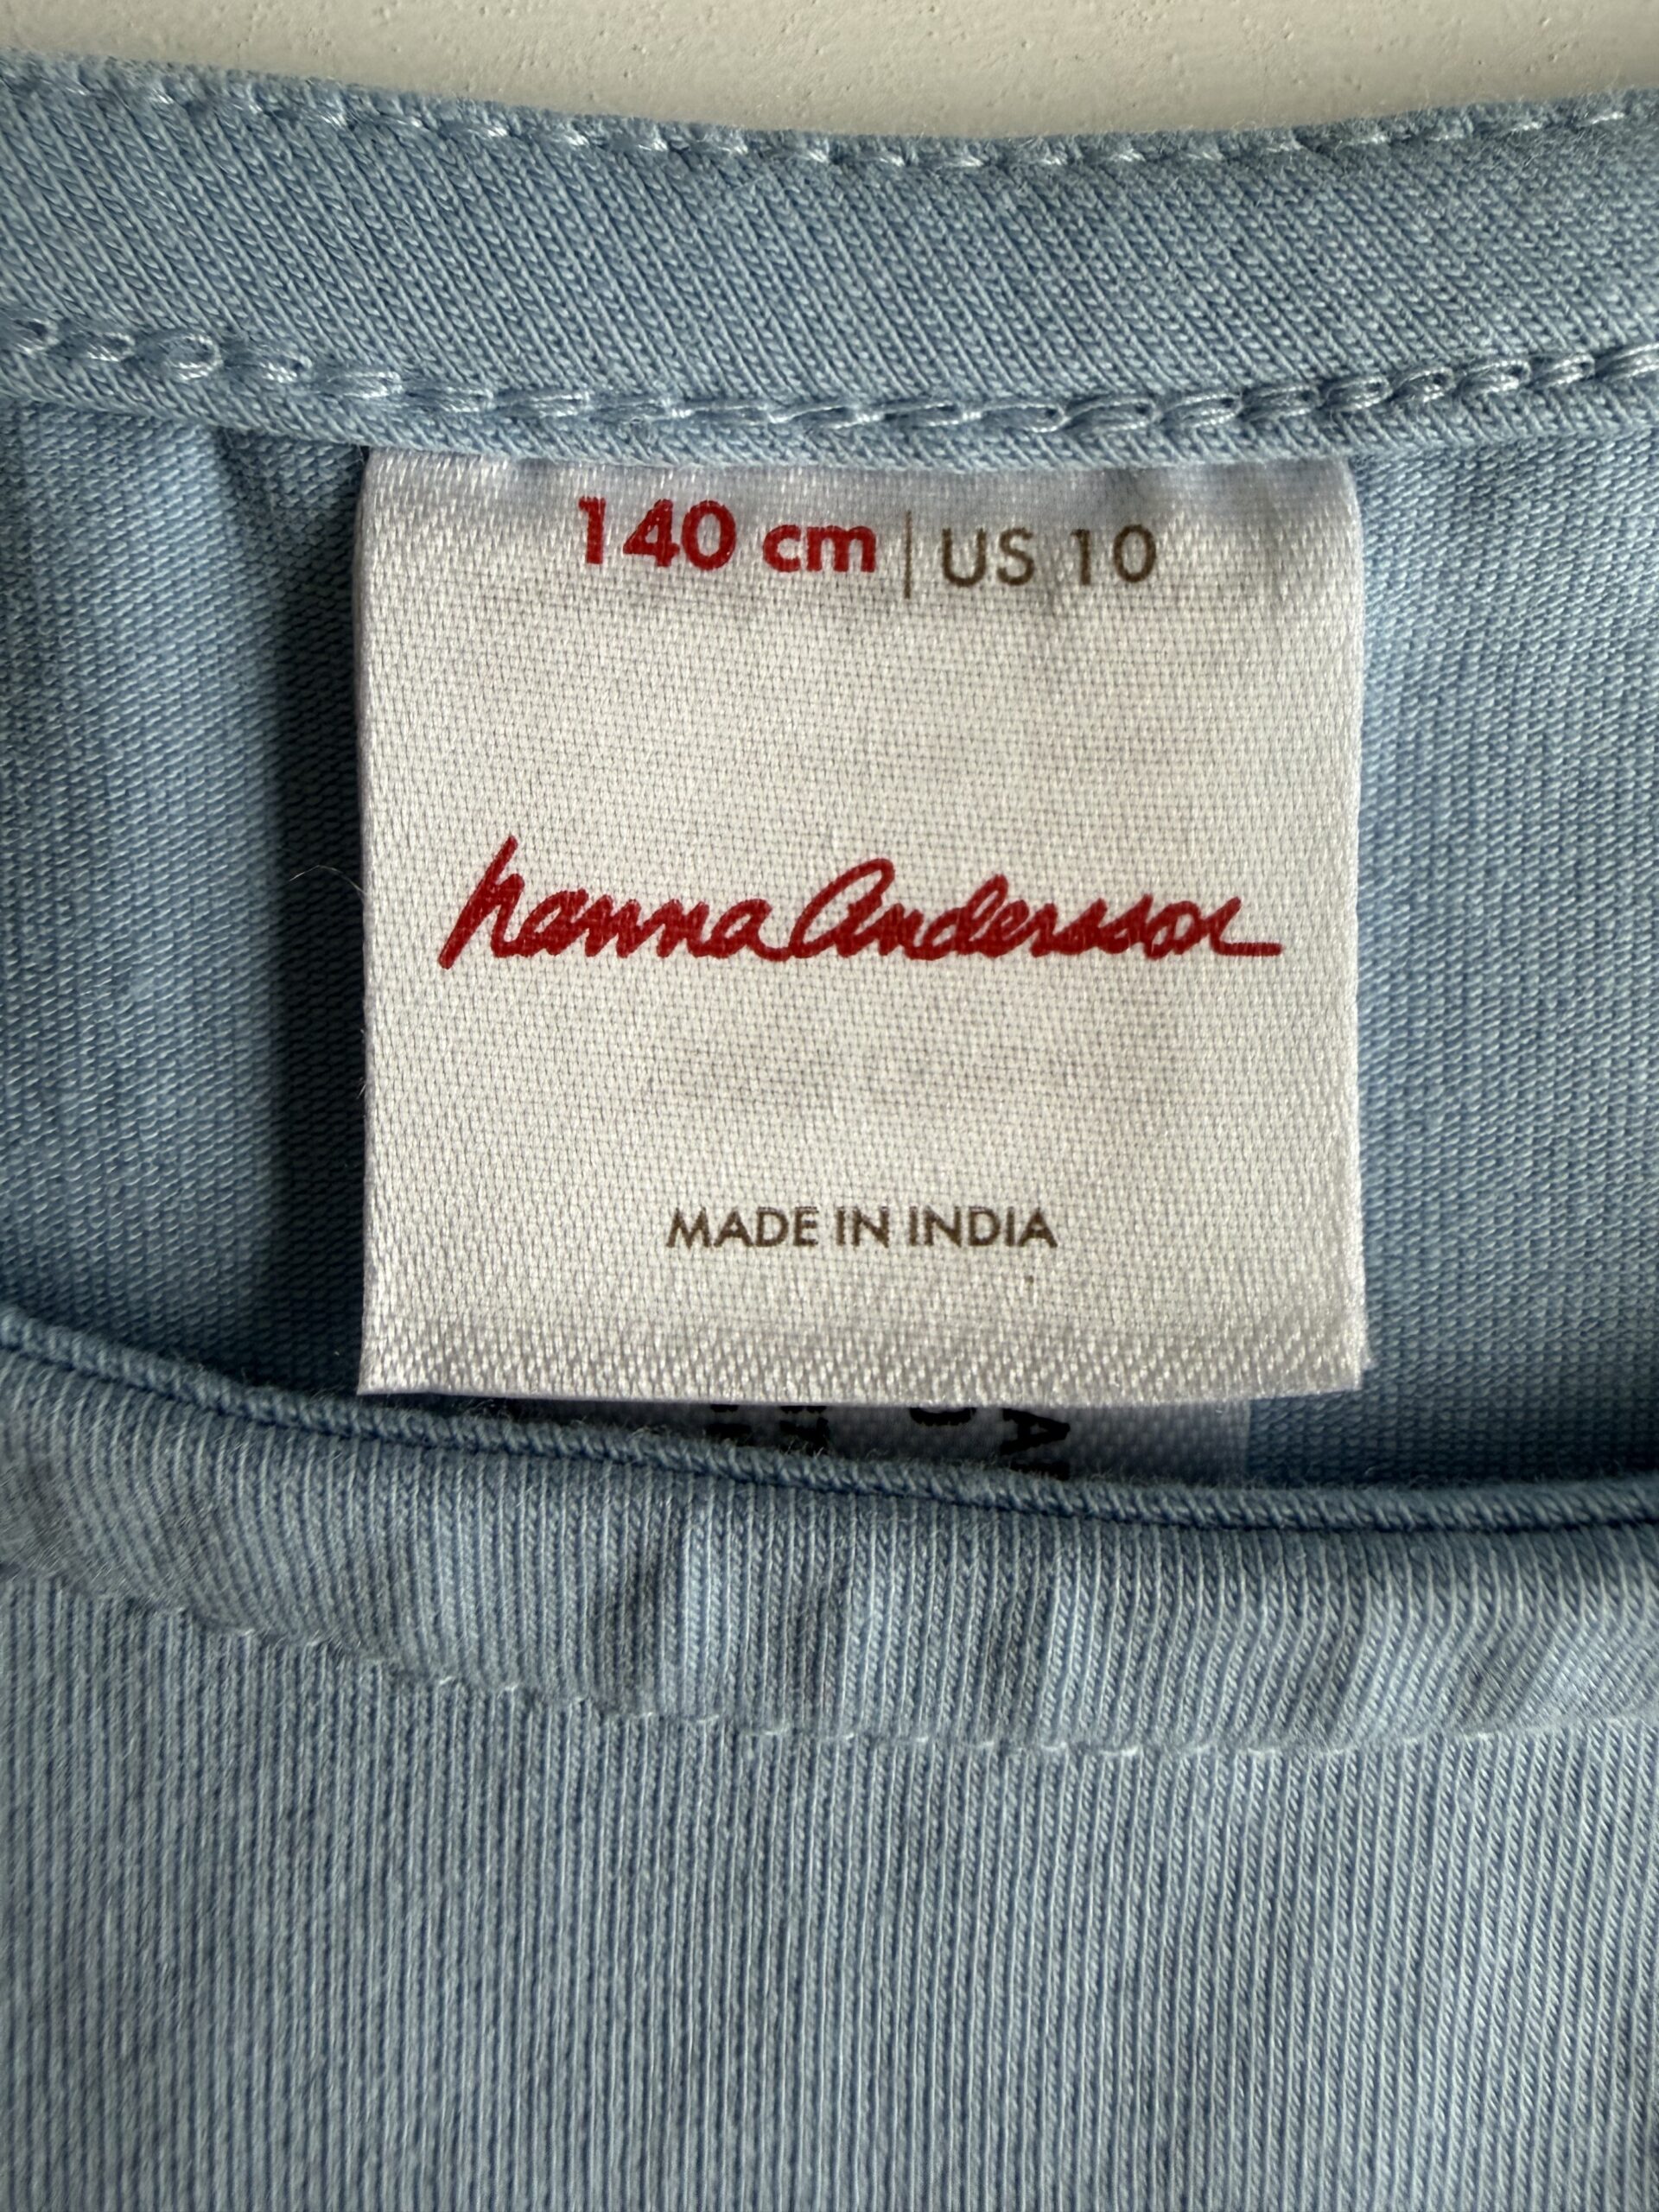 140 cm | US 10
hanna Andersson
MADE IN INDIA